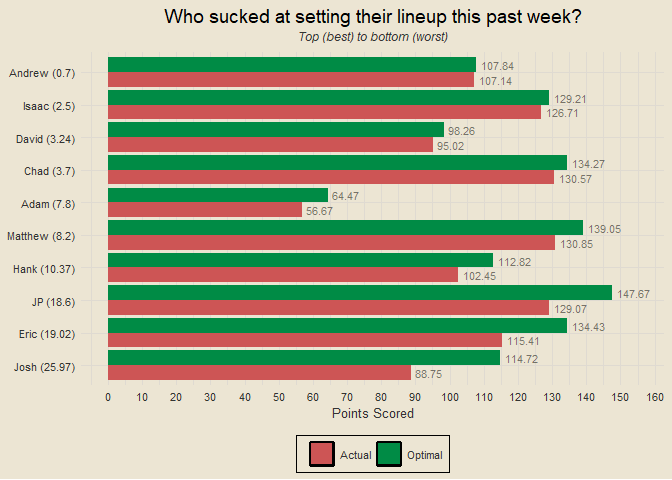 Who sucked at setting their lineup this past week?
Top (best) to bottom (worst)
Andrew (0.7) 107.84
107.14
Isaac (2.5) 129.21
126.71
David (3.24) 98.26
95.02
Chad (3.7) 134.27
130.57
Adam (7.8) 64.47
56.67
Matthew (8.2) 139.05
130.85
Hank (10.37) 112.82
102.45
JP (18.6) 147.67
129.07
Eric (19.02) 134.43
115.41
Josh (25.97) 114.72
88.75
0 10 20 30 40 50 60 70 80 90 100 110 120 130 140 150 160
Points Scored
Actual Optimal